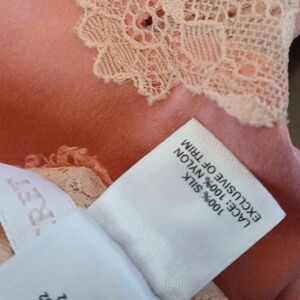 100% SILK
LACE: 100% NYLON
EXCLUSIVE OF TRIM